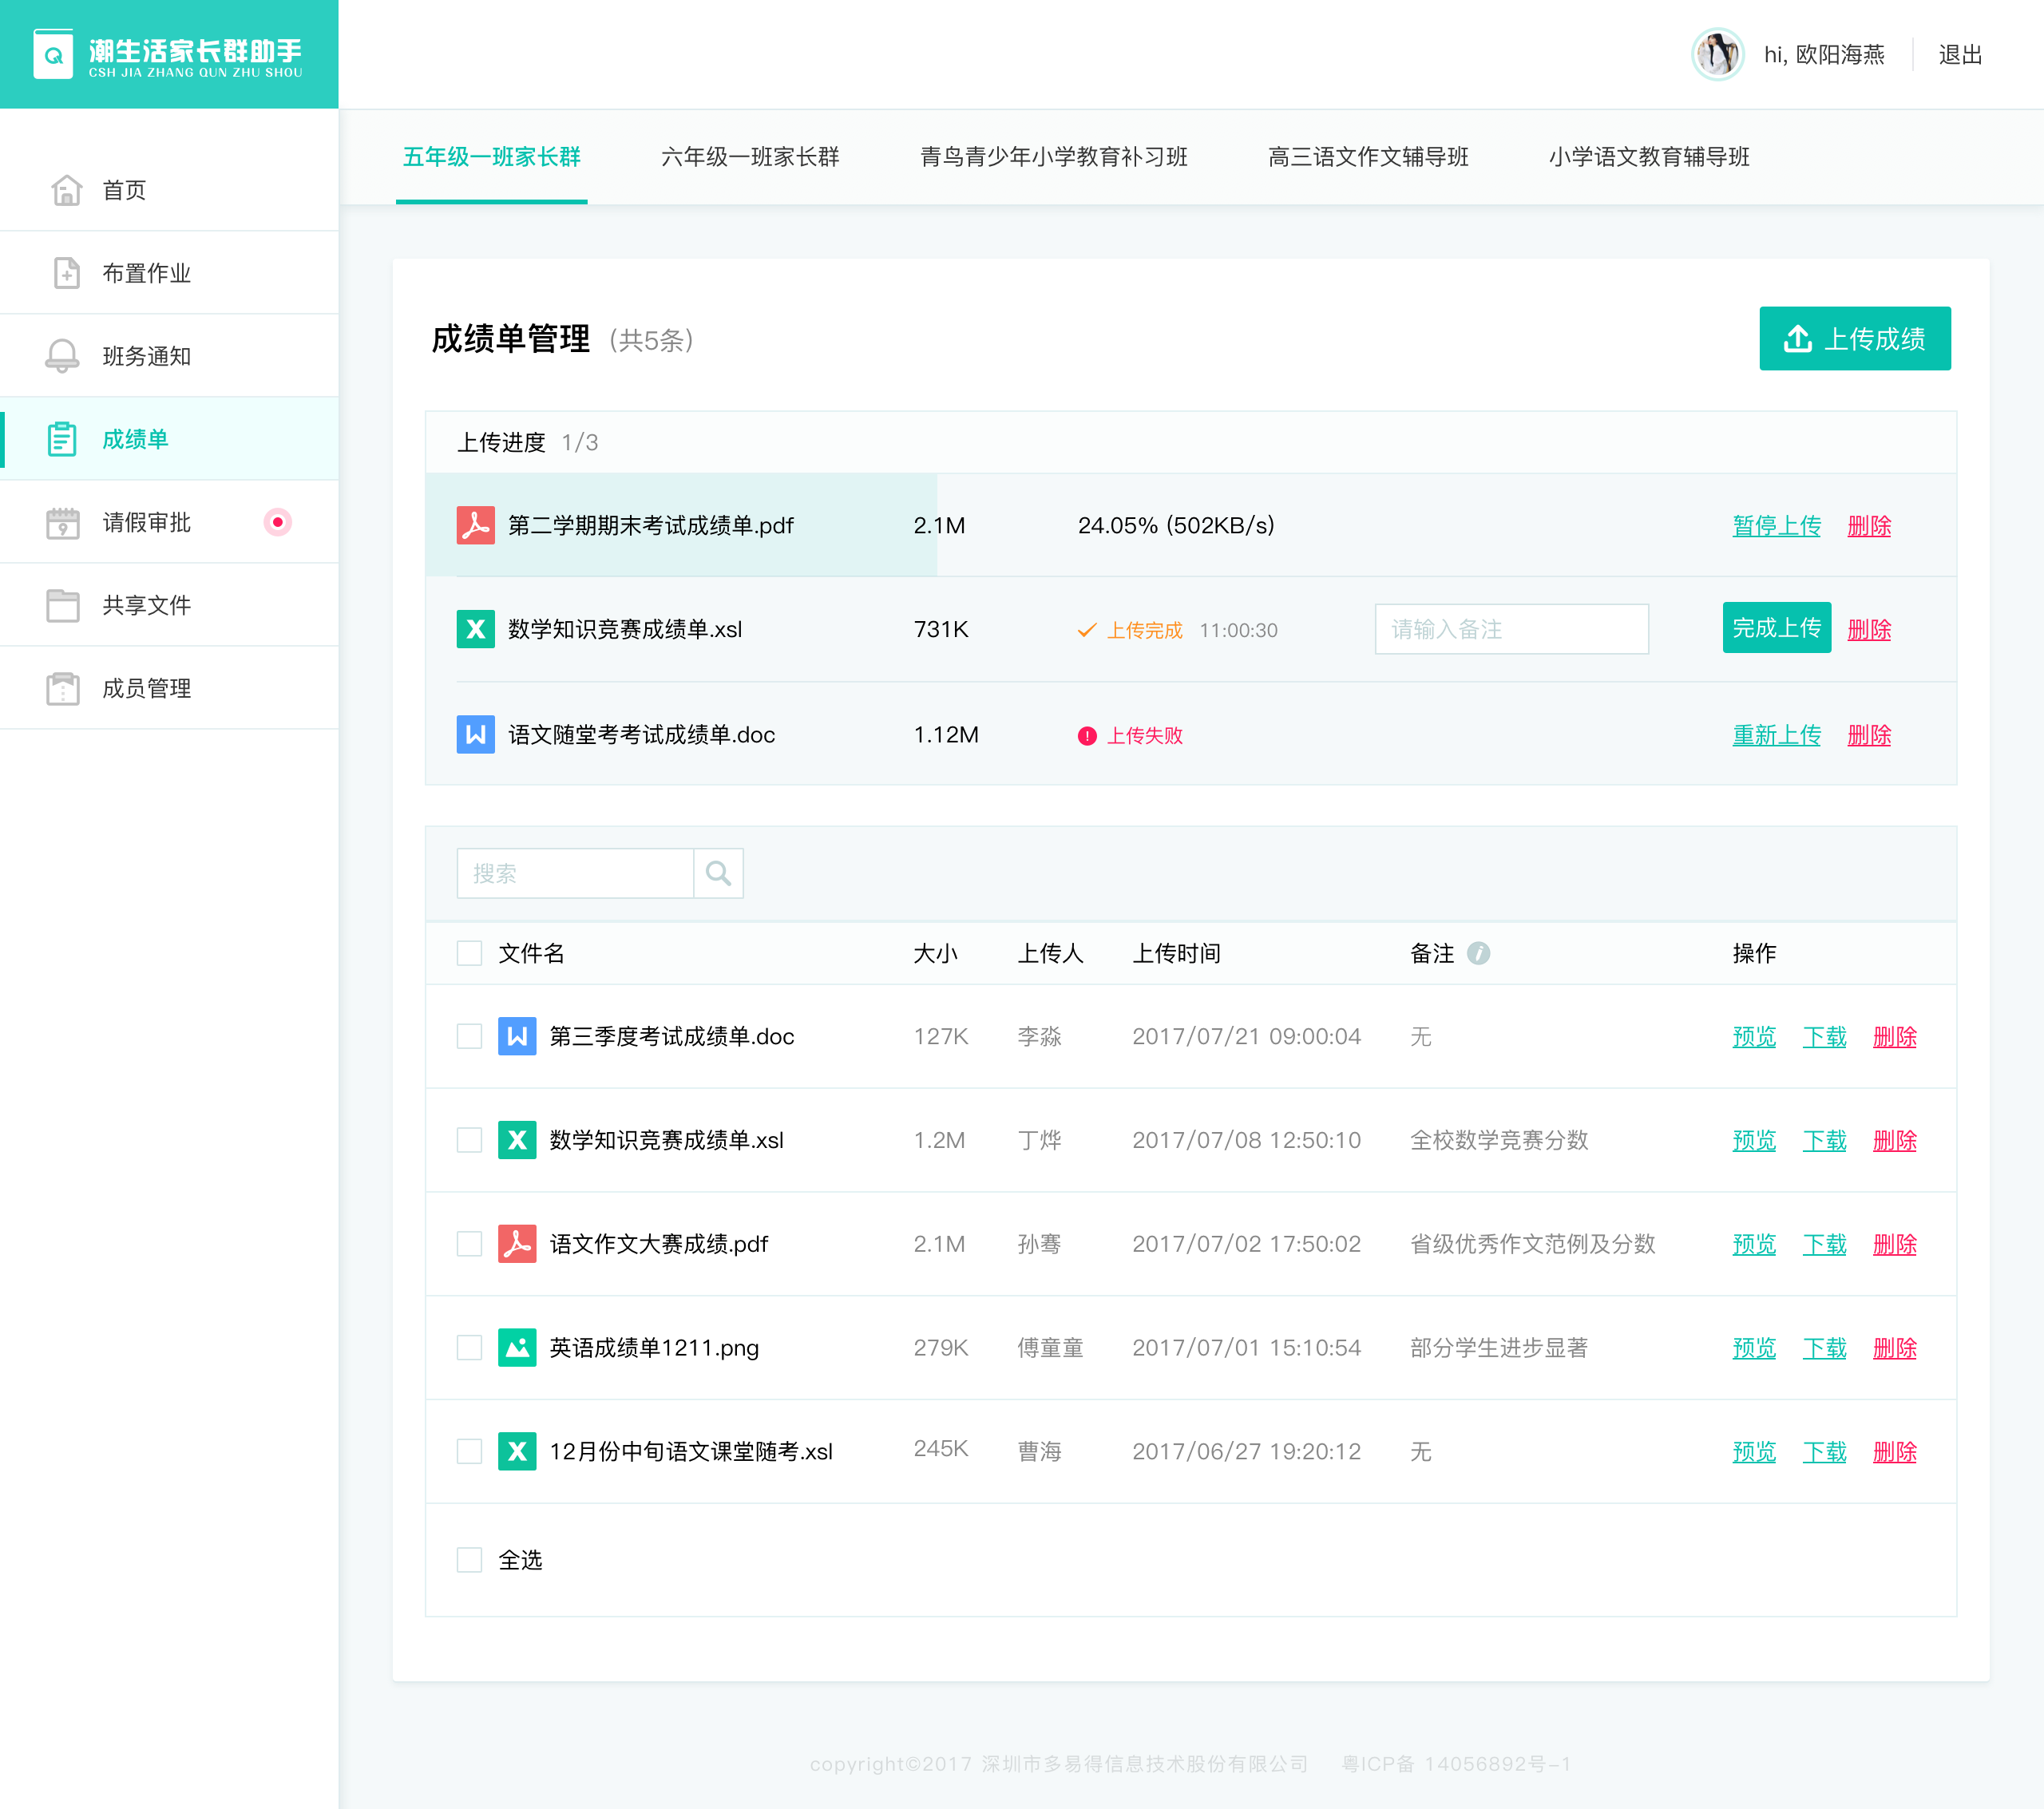 潮生活家长群助手
CSH JIA ZHANG QUN ZHU SHOU
hi, 欧阳海燕 退出
首页
布置作业
班务通知
成绩单
9 请假审批
共享文件
成员管理
五年级一班家长群 六年级一班家长群 青鸟青少年小学教育补习班 高三语文作文辅导班 小学语文教育辅导班
成绩单管理 (共5条) 上传成绩
上传进度 1/3
第二学期期末考试成绩单.pdf 2.1M 24.05% (502KB/s) 暂停上传 删除
X 数学知识竞赛成绩单.xsl 731K 上传完成 11:00:30 请输入备注 完成上传 删除
W 语文随堂考考试成绩单.doc 1.12M 上传失败 重新上传 删除
搜索
文件名 大小 上传人 上传时间 备注 i 操作
W 第三季度考试成绩单.doc 127K 李淼 2017/07/21 09:00:04 无 预览 下载 删除
X 数学知识竞赛成绩单.xsl 1.2M 丁烨 2017/07/08 12:50:10 全校数学竞赛分数 预览 下载 删除
语文作文大赛成绩.pdf 2.1M 孙骞 2017/07/02 17:50:02 省级优秀作文范例及分数 预览 下载 删除
英语成绩单1211.png 279K 傅童童 2017/07/01 15:10:54 部分学生进步显著 预览 下载 删除
X 12月份中旬语文课堂随考.xsl 245K 曹海 2017/06/27 19:20:12 无 预览 下载 删除
全选
copyright©2017 深圳市多易得信息技术股份有限公司 粤ICP备 14056892号-1